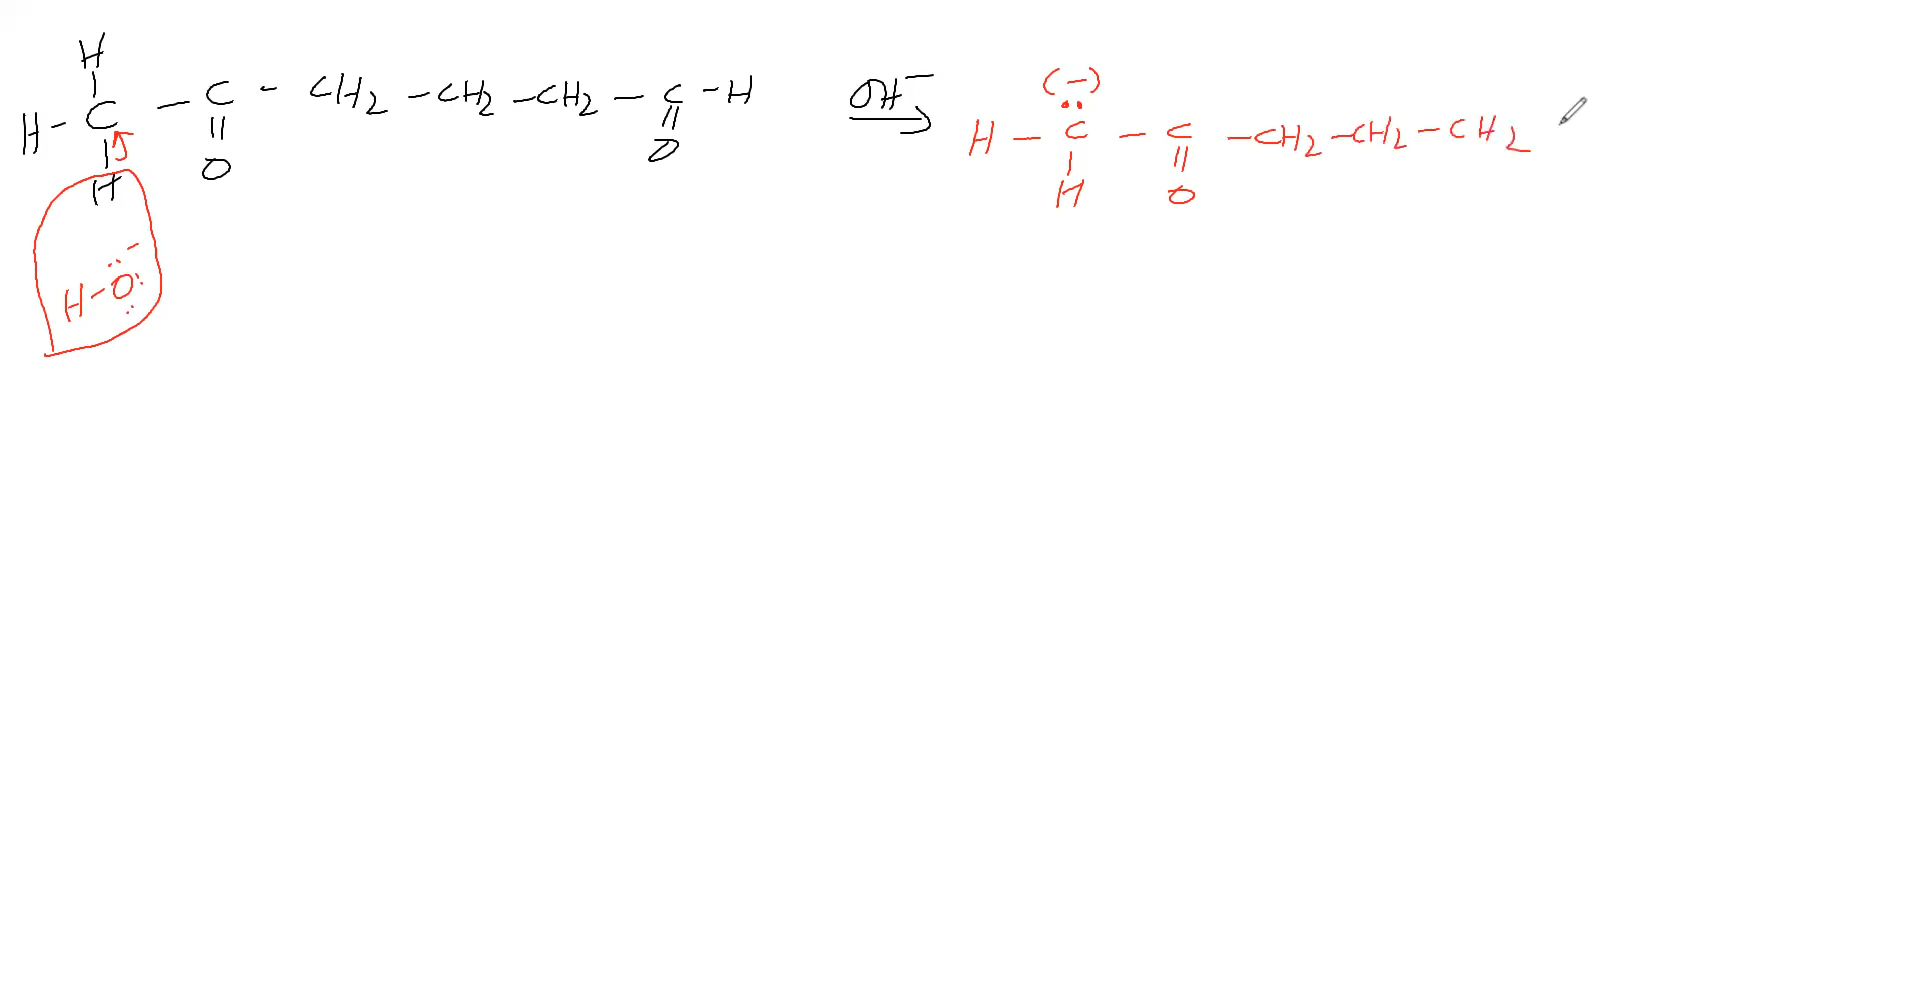 H
H - C - C - CH2 - CH2 - CH2 - C - H OH⁻ →
|| O || O
H
H - O:⁻
(-)
H - C̈ - C - CH2 - CH2 - CH2
H || O